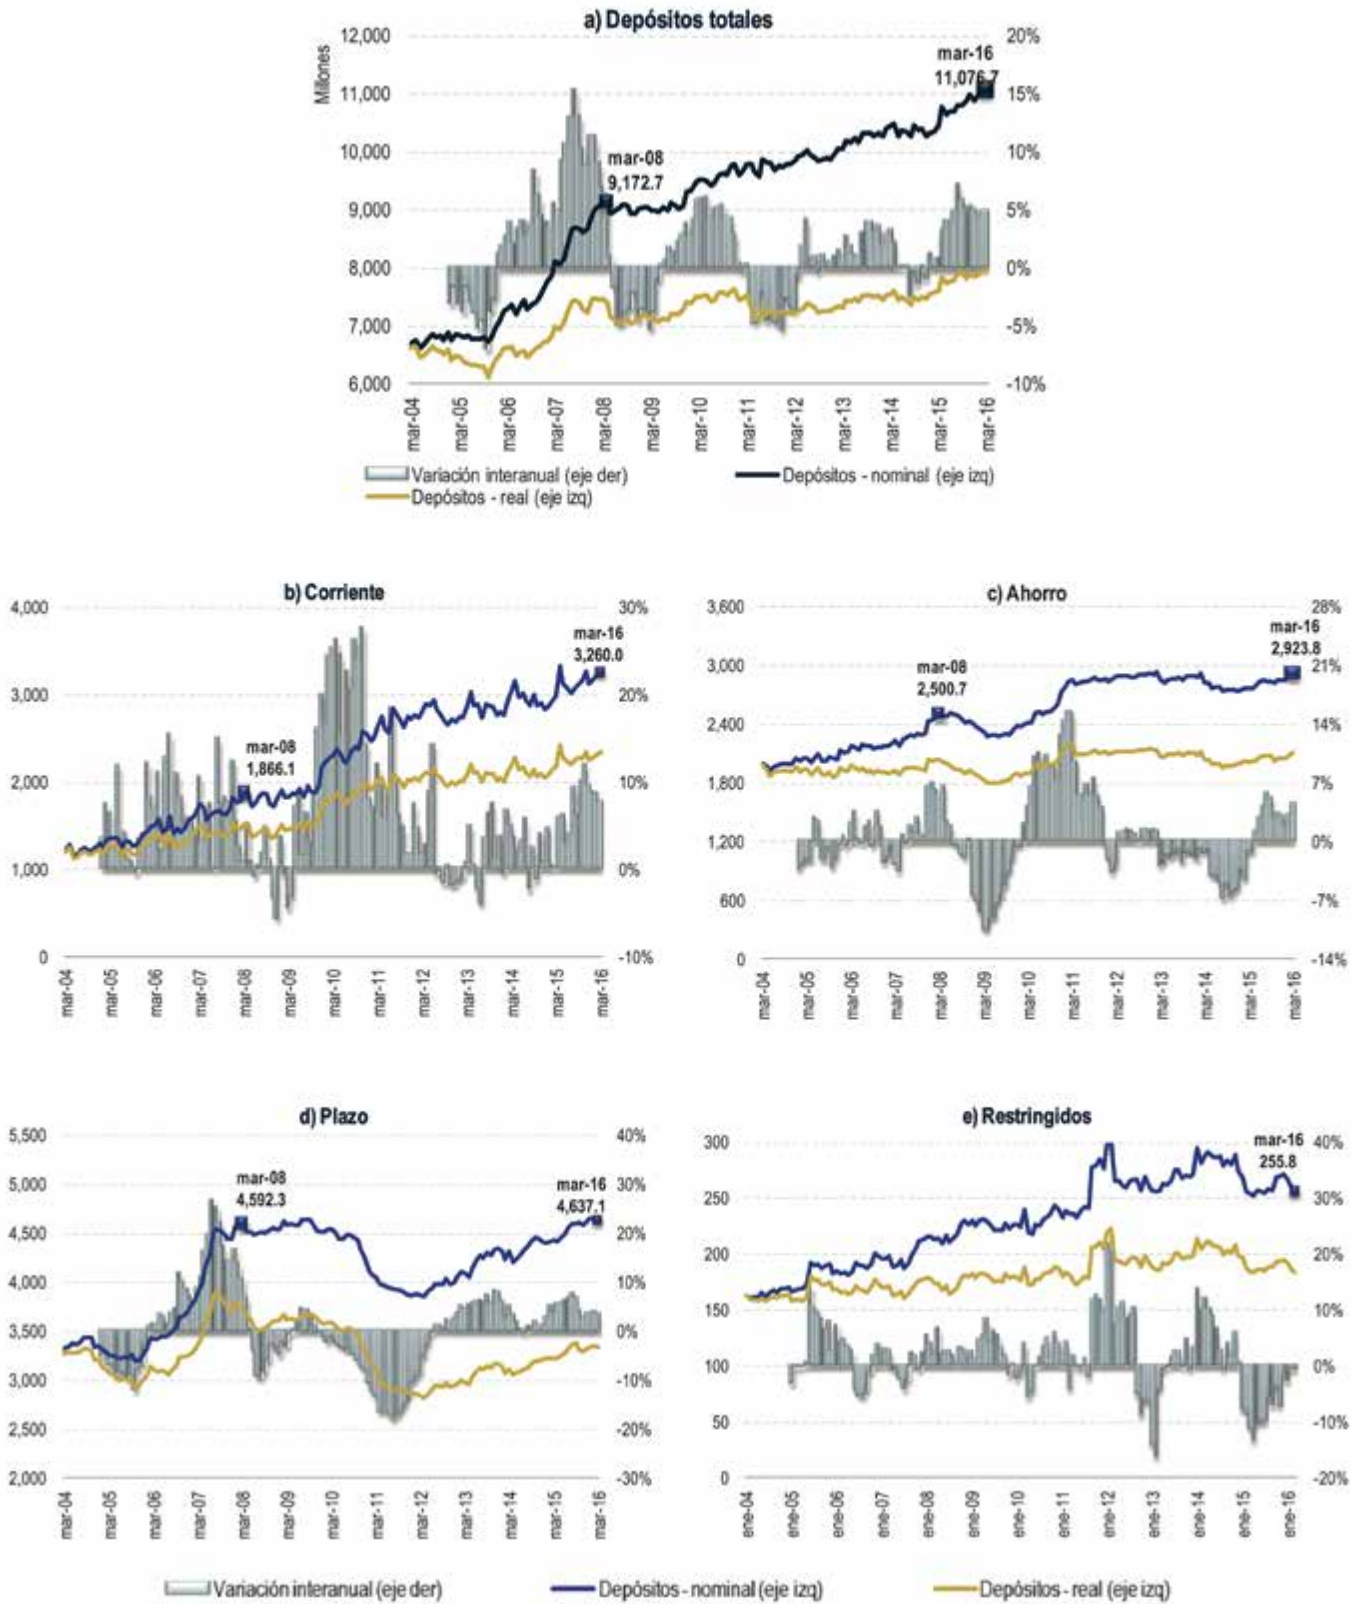 a) Depósitos totales
Millones
12,000
11,000
10,000
9,000
8,000
7,000
6,000
20%
15%
10%
5%
0%
-5%
-10%
mar-08
9,172.7
mar-16
11,076.7
mar-04
mar-05
mar-06
mar-07
mar-08
mar-09
mar-10
mar-11
mar-12
mar-13
mar-14
mar-15
mar-16
Variación interanual (eje der)
Depósitos - nominal (eje izq)
Depósitos - real (eje izq)
b) Corriente
4,000
3,000
2,000
1,000
0
30%
20%
10%
0%
-10%
mar-08
1,866.1
mar-16
3,260.0
mar-04
mar-05
mar-06
mar-07
mar-08
mar-09
mar-10
mar-11
mar-12
mar-13
mar-14
mar-15
mar-16
c) Ahorro
3,600
3,000
2,400
1,800
1,200
600
0
28%
21%
14%
7%
0%
-7%
-14%
mar-08
2,500.7
mar-16
2,923.8
mar-04
mar-05
mar-06
mar-07
mar-08
mar-09
mar-10
mar-11
mar-12
mar-13
mar-14
mar-15
mar-16
d) Plazo
5,500
5,000
4,500
4,000
3,500
3,000
2,500
2,000
40%
30%
20%
10%
0%
-10%
-20%
-30%
mar-08
4,592.3
mar-16
4,637.1
mar-04
mar-05
mar-06
mar-07
mar-08
mar-09
mar-10
mar-11
mar-12
mar-13
mar-14
mar-15
mar-16
e) Restringidos
300
250
200
150
100
50
0
40%
30%
20%
10%
0%
-10%
-20%
mar-16
255.8
ene-04
ene-05
ene-06
ene-07
ene-08
ene-09
ene-10
ene-11
ene-12
ene-13
ene-14
ene-15
ene-16
Variación interanual (eje der)
Depósitos - nominal (eje izq)
Depósitos - real (eje izq)